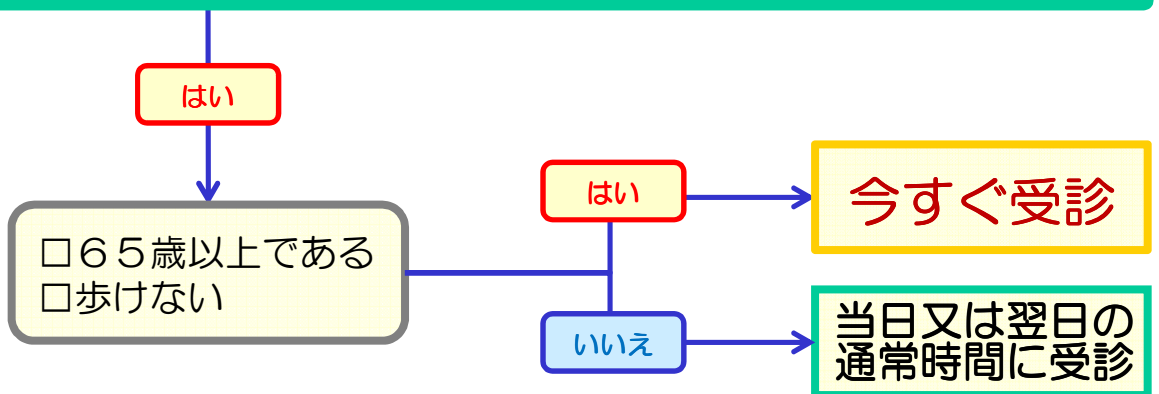 はい
□６５歳以上である
□歩けない
はい
今すぐ受診
いいえ
当日又は翌日の
通常時間に受診